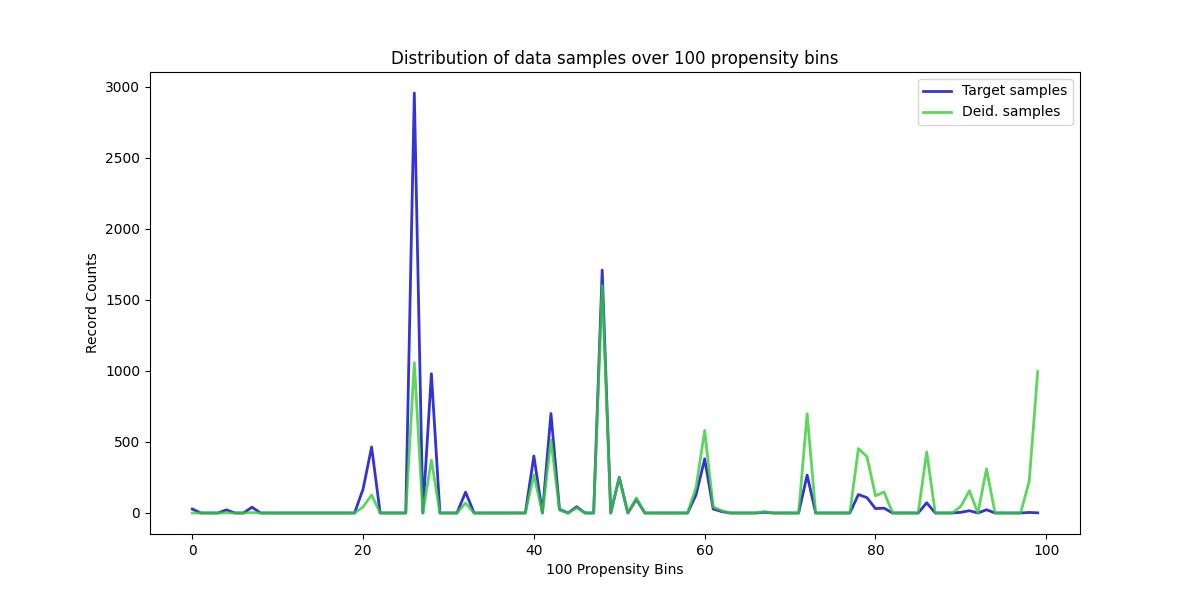 Distribution of data samples over 100 propensity bins
Target samples
Deid. samples
3000
2500
2000
1500
1000
500
0
Record Counts
0 20 40 60 80 100
100 Propensity Bins